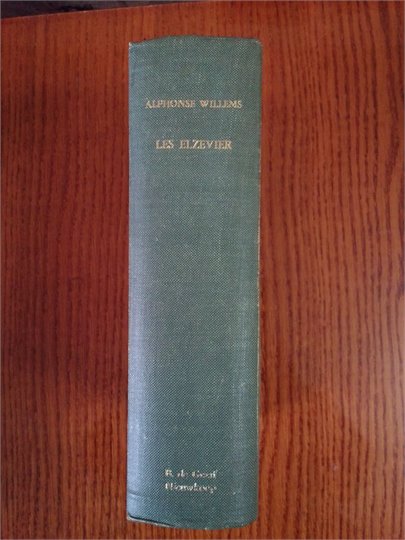 ALPHONSE WILLEMS
LES ELZEVIER
B. de Graaf
Nieuwkoop